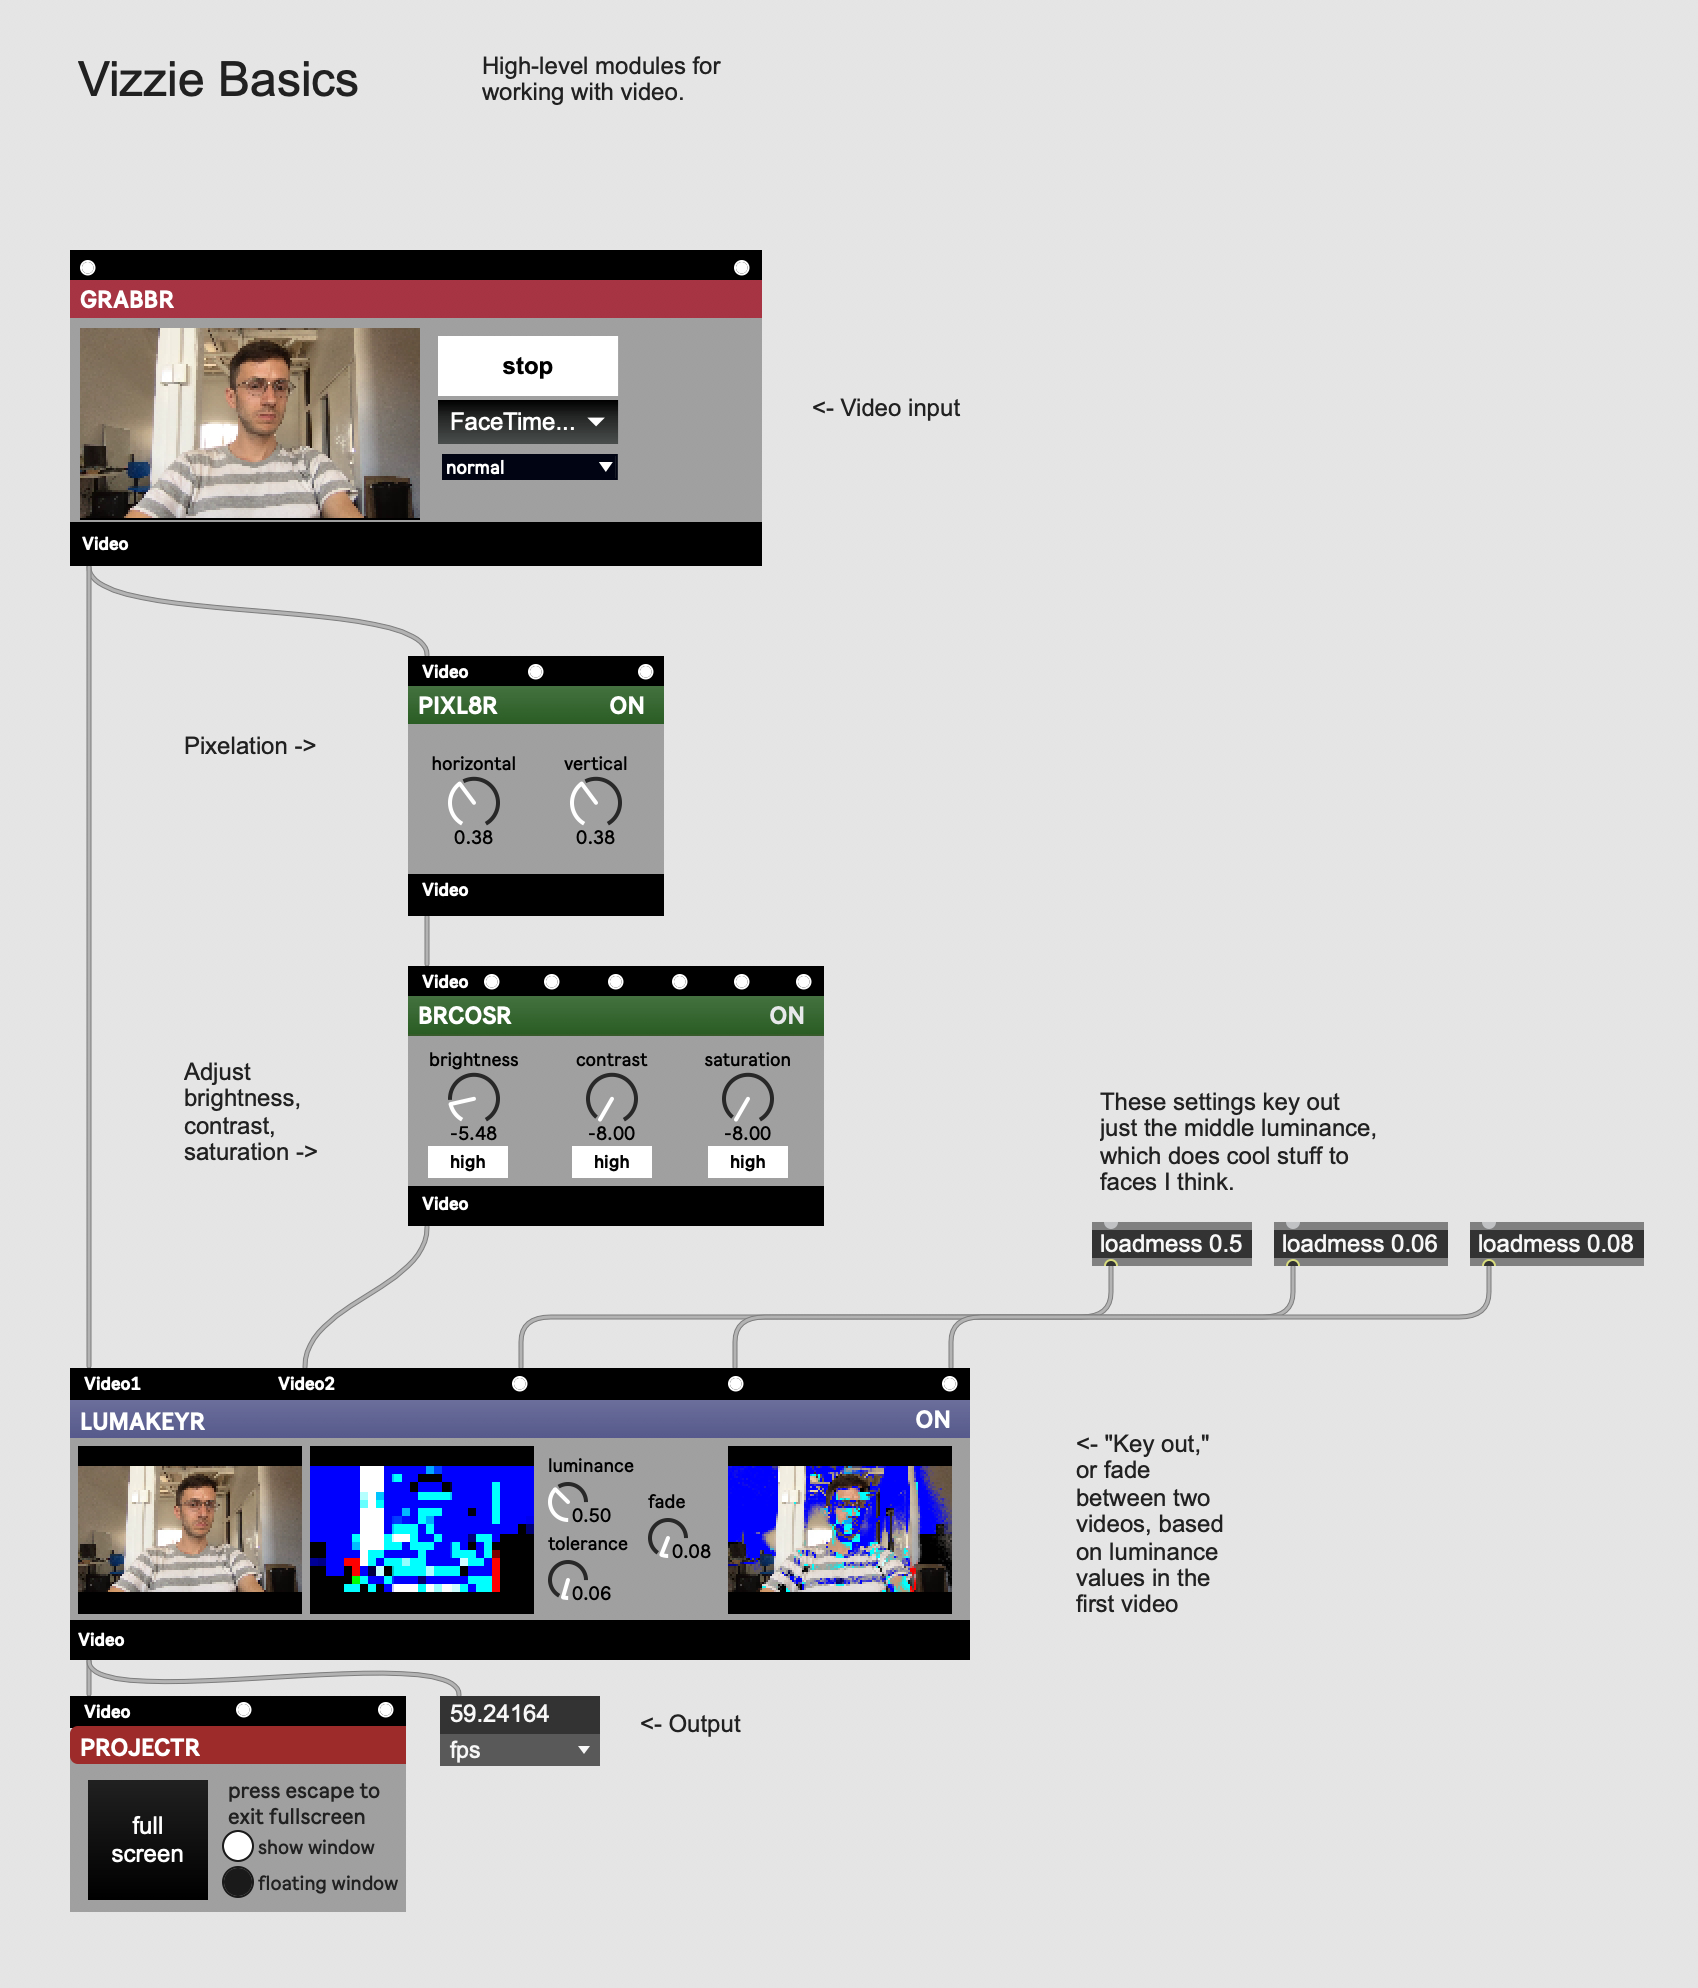 Vizzie Basics
High-level modules for
working with video.
GRABBR
stop
FaceTime...
normal
<- Video input
Video
Video
PIXL8R ON
Pixelation ->
horizontal vertical
0.38 0.38
Video
Video
BRCOSR ON
Adjust
brightness,
contrast,
saturation ->
brightness contrast saturation
-5.48 -8.00 -8.00
high high high
Video
These settings key out
just the middle luminance,
which does cool stuff to
faces I think.
loadmess 0.5 loadmess 0.06 loadmess 0.08
Video1 Video2
LUMAKEYR ON
luminance
0.50
fade
0.08
tolerance
0.06
<- "Key out,"
or fade
between two
videos, based
on luminance
values in the
first video
Video
Video
PROJECTR
59.24164
fps
<- Output
full
screen
press escape to
exit fullscreen
show window
floating window